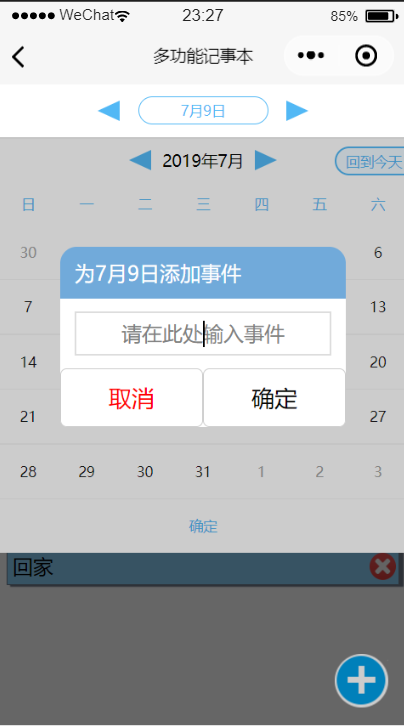 WeChat 23:27 85%
多功能记事本
7月9日
2019年7月 回到今天
日 一 二 三 四 五 六
30 6
为7月9日添加事件
7 13
请在此处输入事件
20
取消 确定
21 27
28 29 30 31 1 2 3
确定
回家